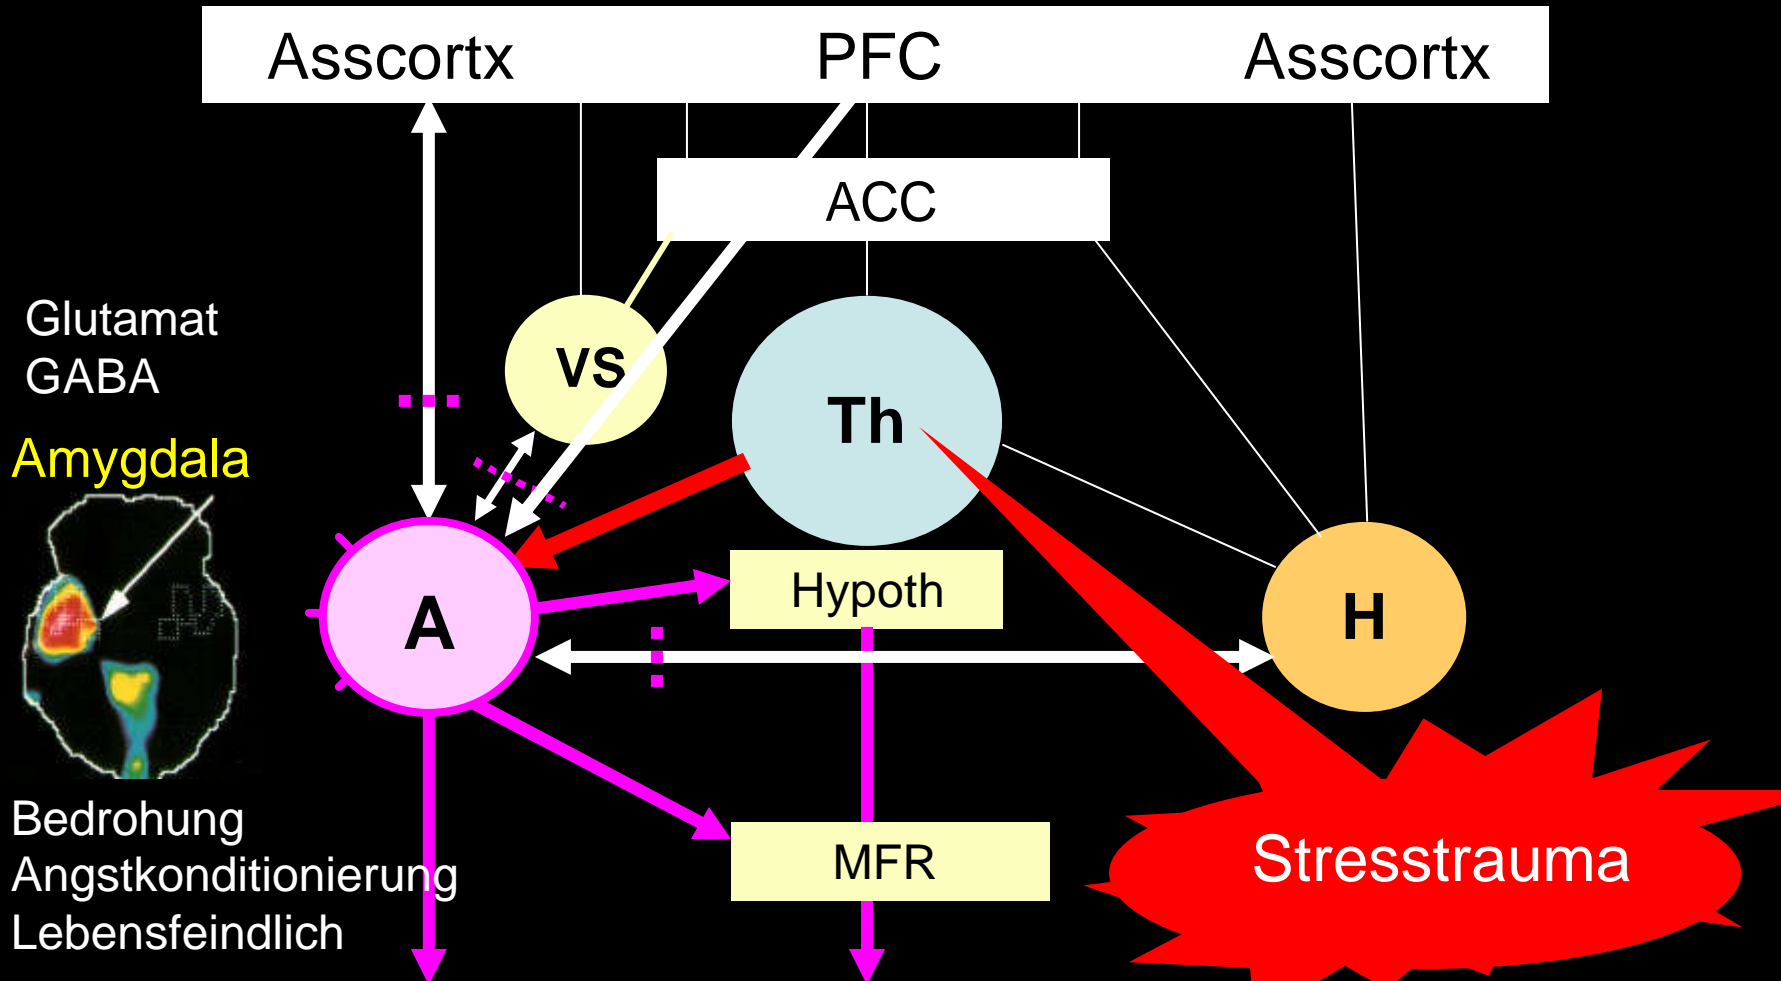 Asscortx PFC Asscortx
ACC
Glutamat
GABA
VS
Th
Amygdala
Hypoth
A
H
Bedrohung
Angstkonditionierung
Lebensfeindlich
MFR
Stresstrauma